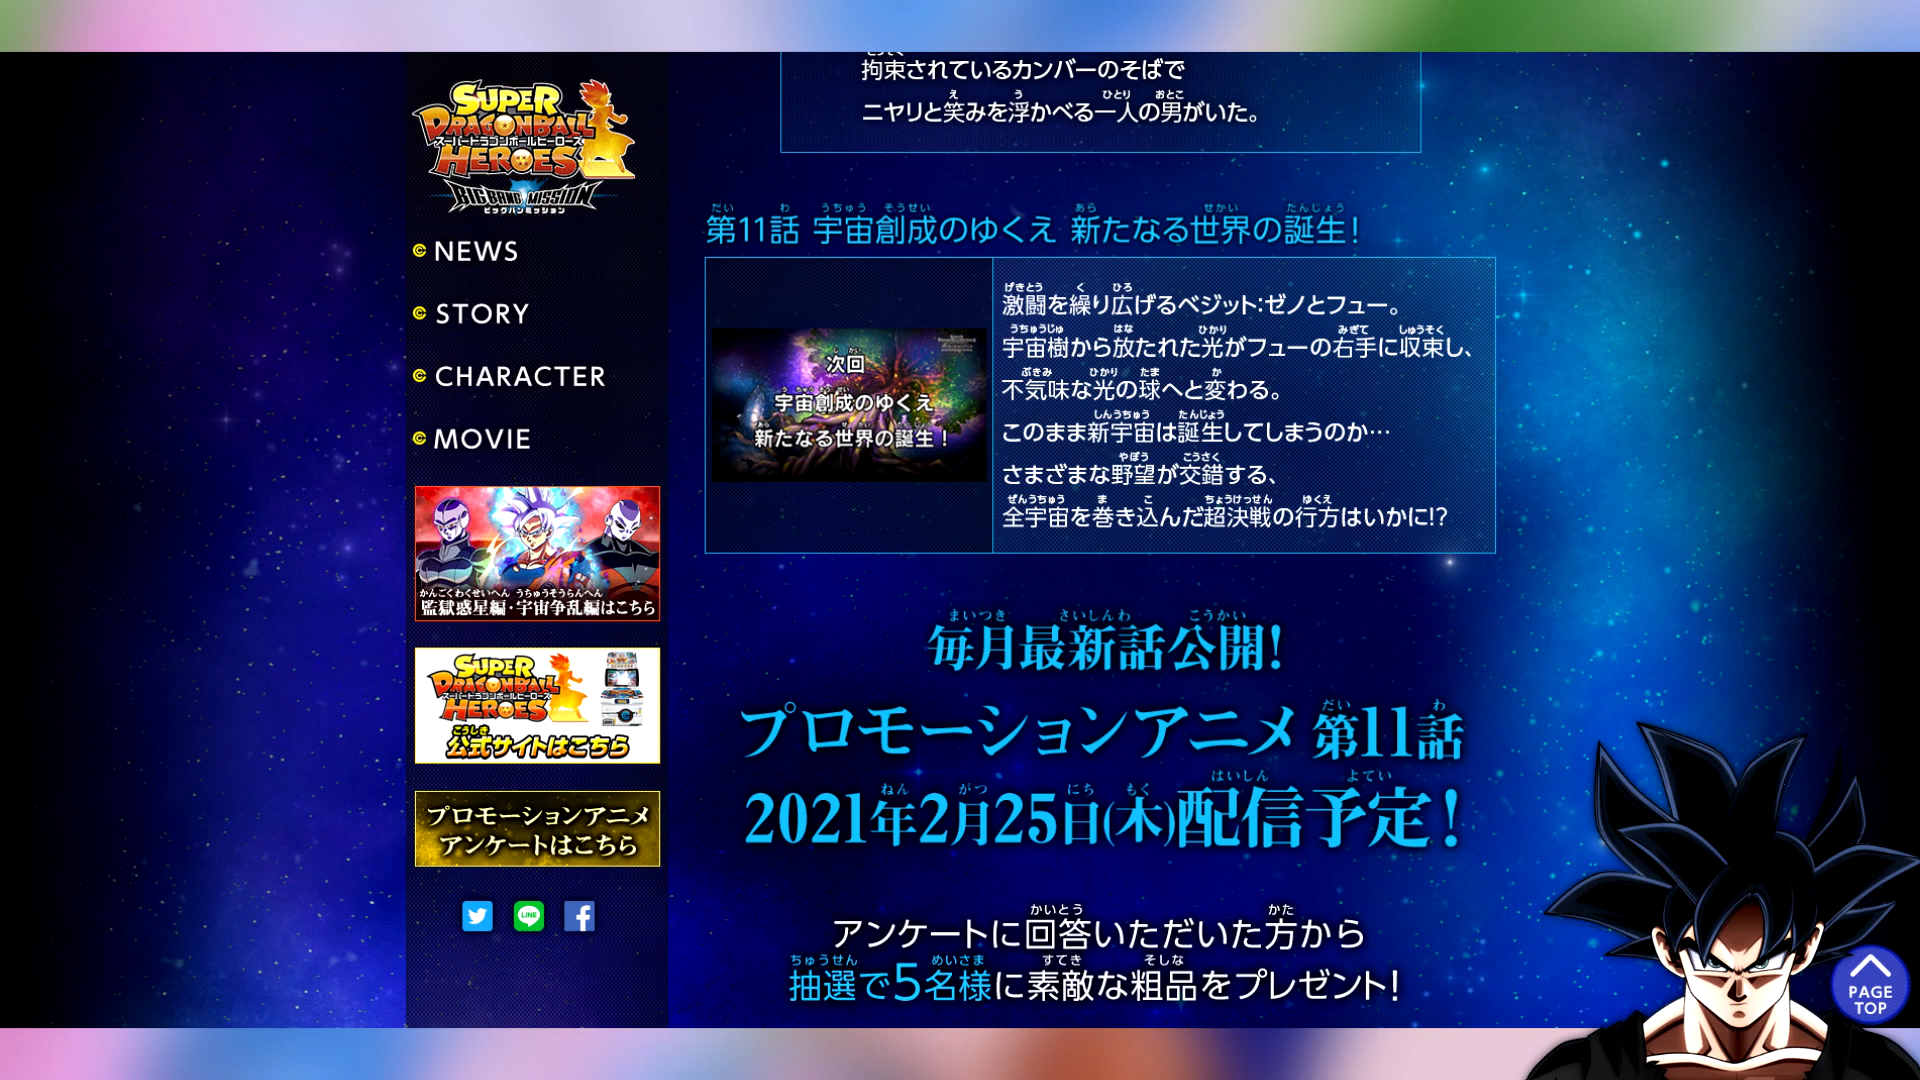 拘束されているカンバーのそばで
ニヤリと笑みを浮かべる一人の男がいた。
SUPER
DRAGONBALL
スーパードラゴンボールヒーローズ
HEROES
BIG BANG MISSION
ビッグバンミッション
NEWS
STORY
CHARACTER
MOVIE
監獄惑星編・宇宙争乱編はこちら
SUPER
DRAGONBALL
スーパードラゴンボールヒーローズ
HEROES
公式サイトはこちら
プロモーションアニメ
アンケートはこちら
LINE
第11話 宇宙創成のゆくえ 新たなる世界の誕生!
次回
宇宙創成のゆくえ
新たなる世界の誕生!
激闘を繰り広げるベジット:ゼノとフュー。
宇宙樹から放たれた光がフューの右手に収束し、
不気味な光の球へと変わる。
このまま新宇宙は誕生してしまうのか…
さまざまな野望が交錯する、
全宇宙を巻き込んだ超決戦の行方はいかに!?
毎月最新話公開!
プロモーションアニメ 第11話
2021年2月25日(木)配信予定!
アンケートに回答いただいた方から
抽選で5名様に素敵な粗品をプレゼント!
PAGE
TOP